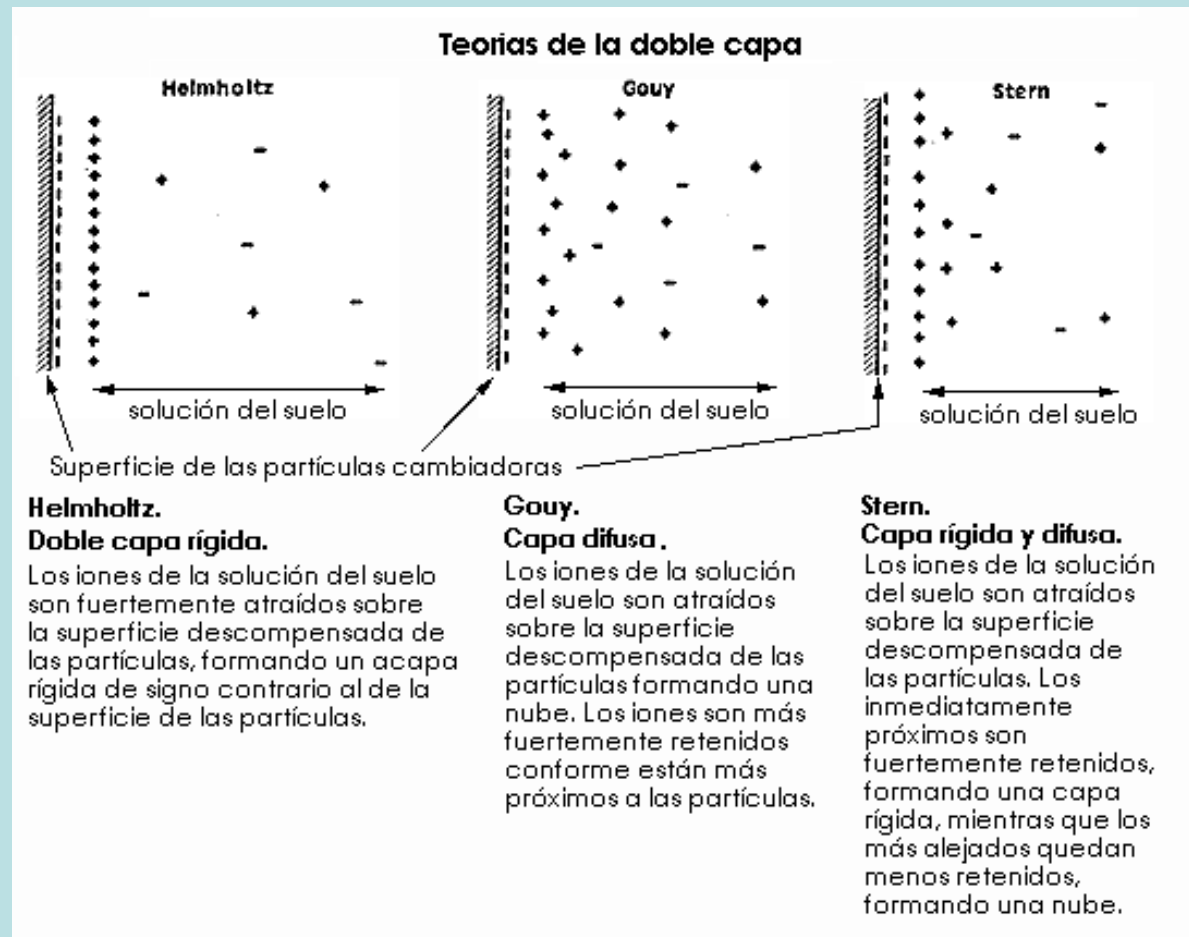 Teorias de la doble capa
Helmholtz
Gouy
Stern
solución del suelo
solución del suelo
solución del suelo
Superficie de las partículas cambiadoras
Helmholtz.
Doble capa rígida.
Los iones de la solución del suelo
son fuertemente atraídos sobre
la superficie descompensada de
las partículas, formando un acapa
rígida de signo contrario al de la
superficie de las partículas.
Gouy.
Capa difusa.
Los iones de la solución
del suelo son atraídos
sobre la superficie
descompensada de las
partículas formando una
nube. Los iones son más
fuertemente retenidos
conforme están más
próximos a las partículas.
Stern.
Capa rígida y difusa.
Los iones de la solución
del suelo son atraídos
sobre la superficie
descompensada de
las partículas. Los
inmediatamente
próximos son
fuertemente retenidos,
formando una capa
rígida, mientras que los
más alejados quedan
menos retenidos,
formando una nube.